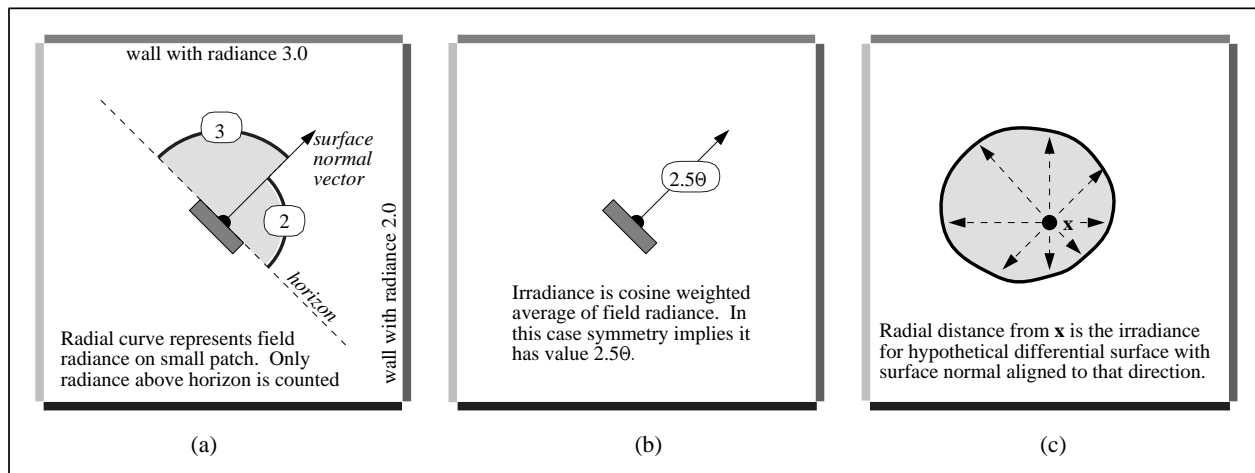 wall with radiance 3.0
3
surface
normal
vector
2
wall with radiance 2.0
horizon
Radial curve represents field
radiance on small patch.  Only
radiance above horizon is counted
(a)
2.5Θ
Irradiance is cosine weighted
average of field radiance.  In
this case symmetry implies it
has value 2.5Θ.
(b)
x
Radial distance from x is the irradiance
for hypothetical differential surface with
surface normal aligned to that direction.
(c)